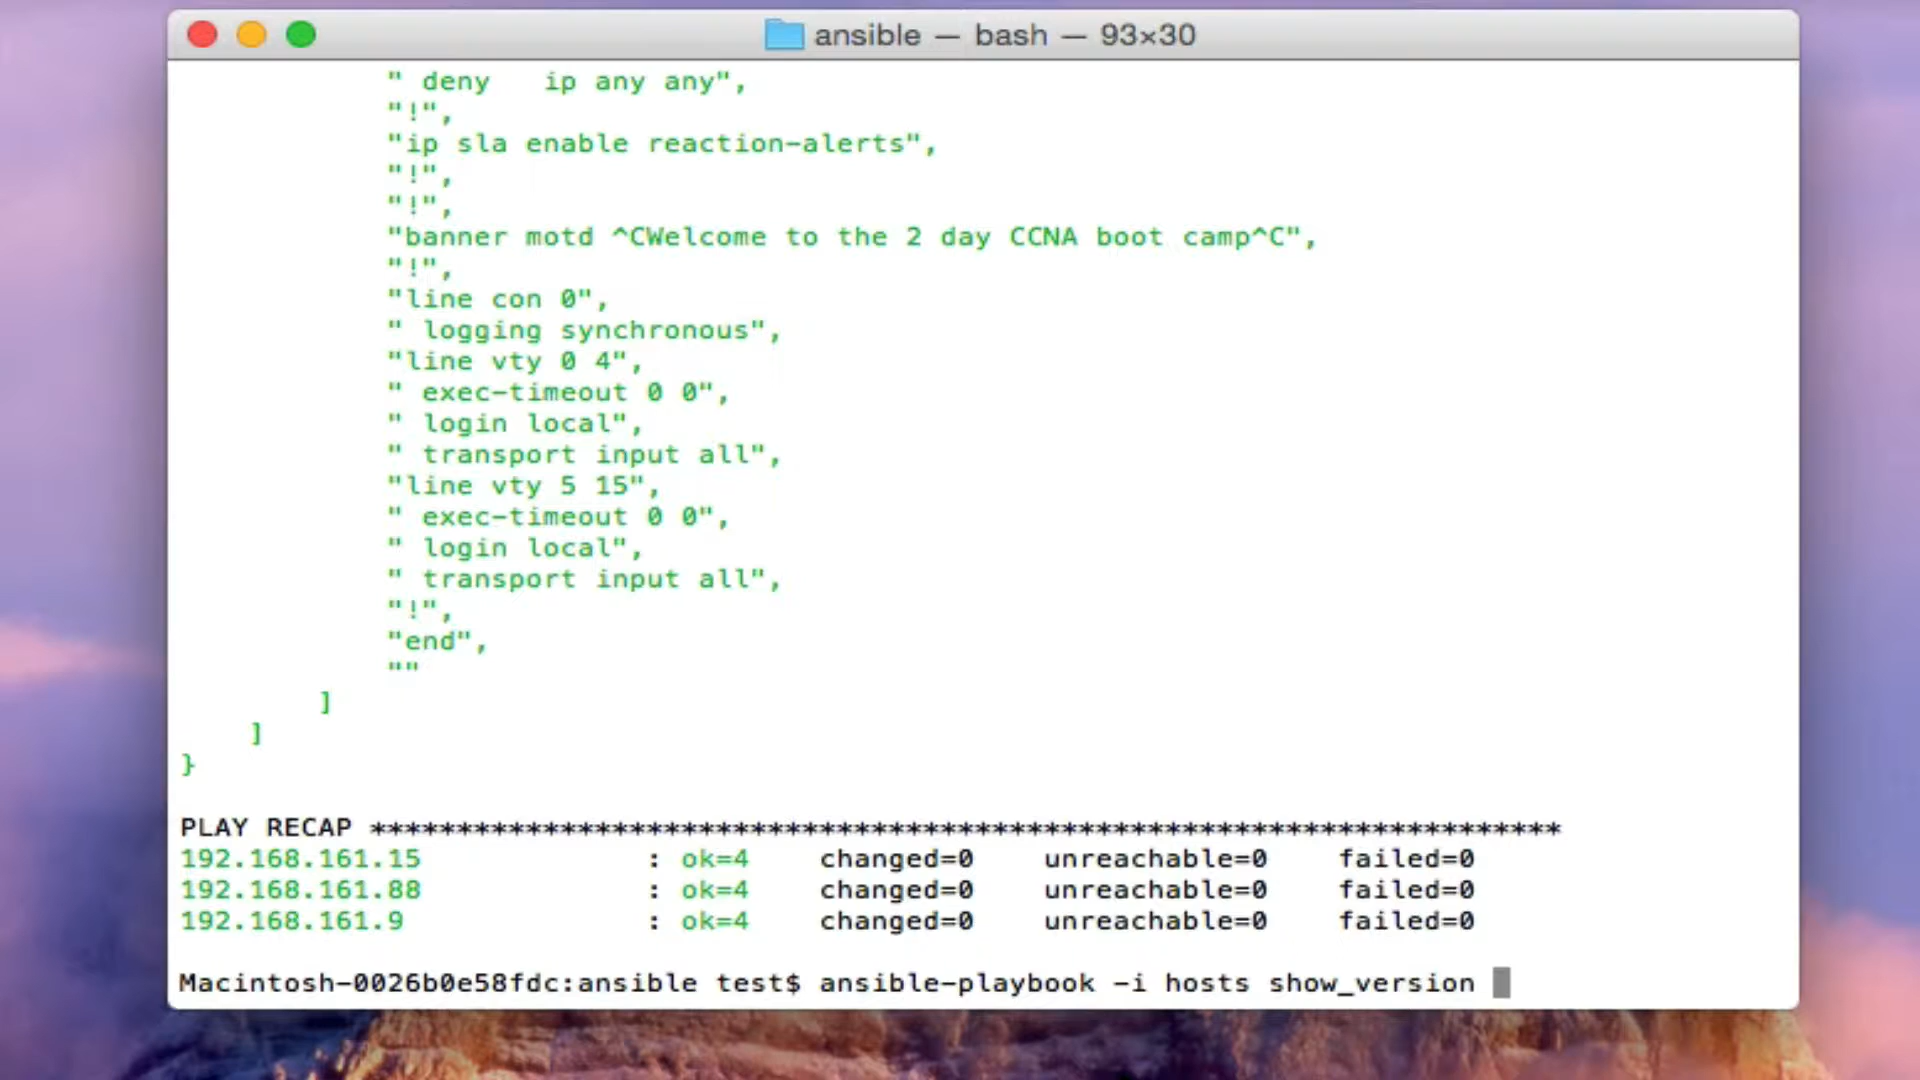 ansible — bash — 93×30
" deny   ip any any",
"!",
"ip sla enable reaction-alerts",
"!",
"!",
"banner motd ^CWelcome to the 2 day CCNA boot camp^C",
"!",
"line con 0",
" logging synchronous",
"line vty 0 4",
" exec-timeout 0 0",
" login local",
" transport input all",
"line vty 5 15",
" exec-timeout 0 0",
" login local",
" transport input all",
"!",
"end",
""
]
]
}
PLAY RECAP *********************************************************************
192.168.161.15             : ok=4    changed=0    unreachable=0    failed=0
192.168.161.88             : ok=4    changed=0    unreachable=0    failed=0
192.168.161.9              : ok=4    changed=0    unreachable=0    failed=0
Macintosh-0026b0e58fdc:ansible test$ ansible-playbook -i hosts show_version